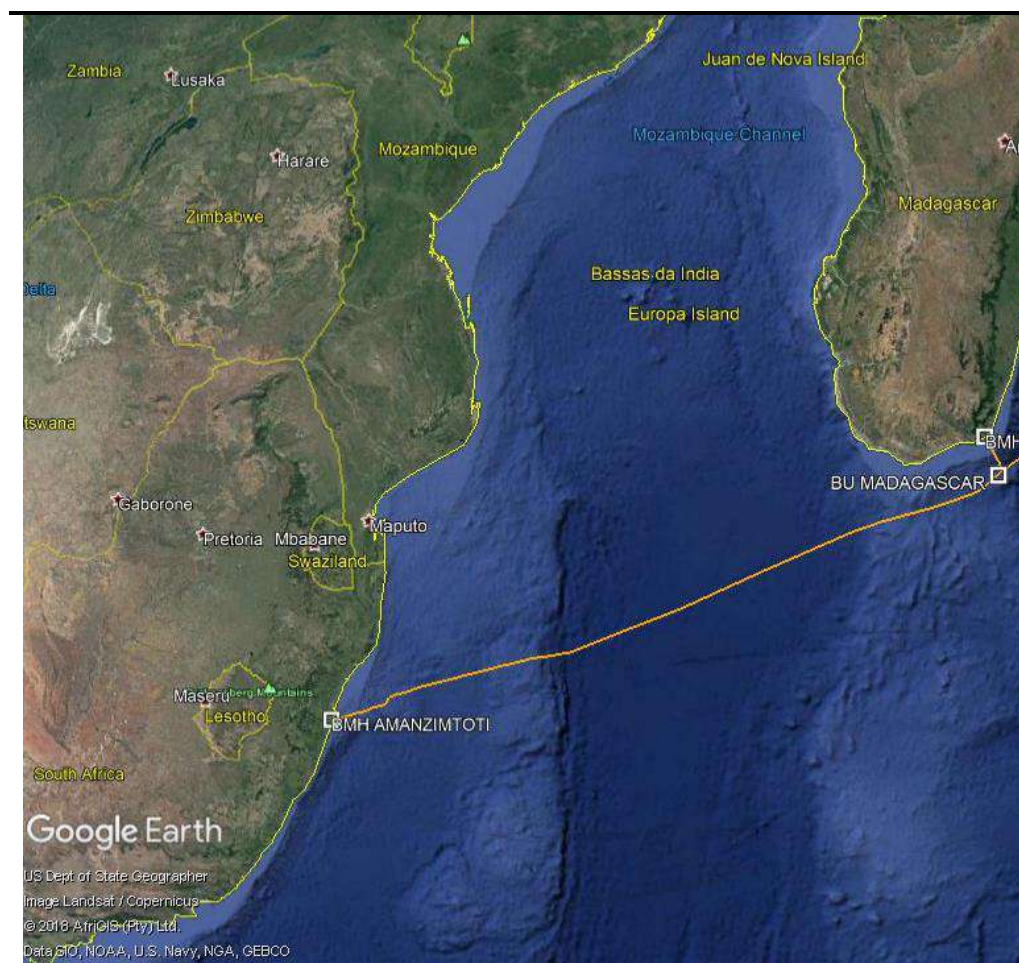 Juan de Nova Island
Zambia
Lusaka
Mozambique Channel
Mozambique
Harare
Madagascar
Zimbabwe
Bassas da India
Delta
Europa Island
tswana
BMH
BU MADAGASCAR
Gaborone
Maputo
Pretoria
Mbabane
Swaziland
Maseru
berg Mountains
Lesotho
BMH AMANZIMTOTI
South Africa
Google Earth
US Dept of State Geographer
Image Landsat / Copernicus
© 2018 AfriGIS (Pty) Ltd.
Data SIO, NOAA, U.S. Navy, NGA, GEBCO